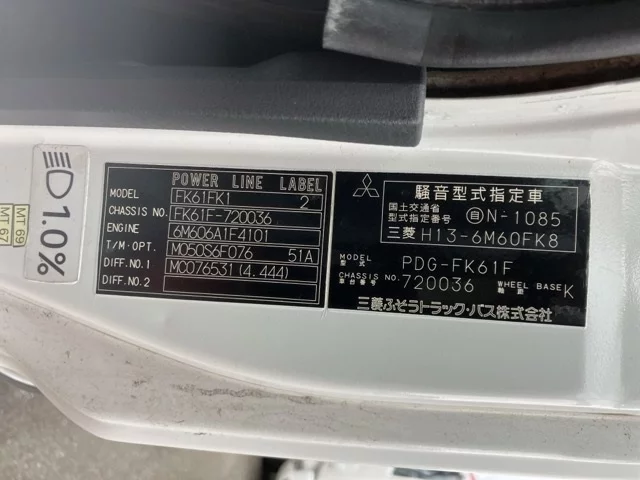 1.0%
MT 69
MT 67
POWER LINE LABEL
MODEL FK61FK1 2
CHASSIS NO. FK61F-720036
ENGINE 6M606A1F4101
T/M・OPT. M050S6F076 51A
DIFF NO.1 MC076531 (4.444)
DIFF NO.2
騒音型式指定車
国土交通省
型式指定番号 自N-1085
三菱 H13-6M60FK8
MODEL 型式 PDG-FK61F
CHASSIS NO. 車台番号 720036 WHEEL BASE 軸距 K
三菱ふそうトラック・バス株式会社